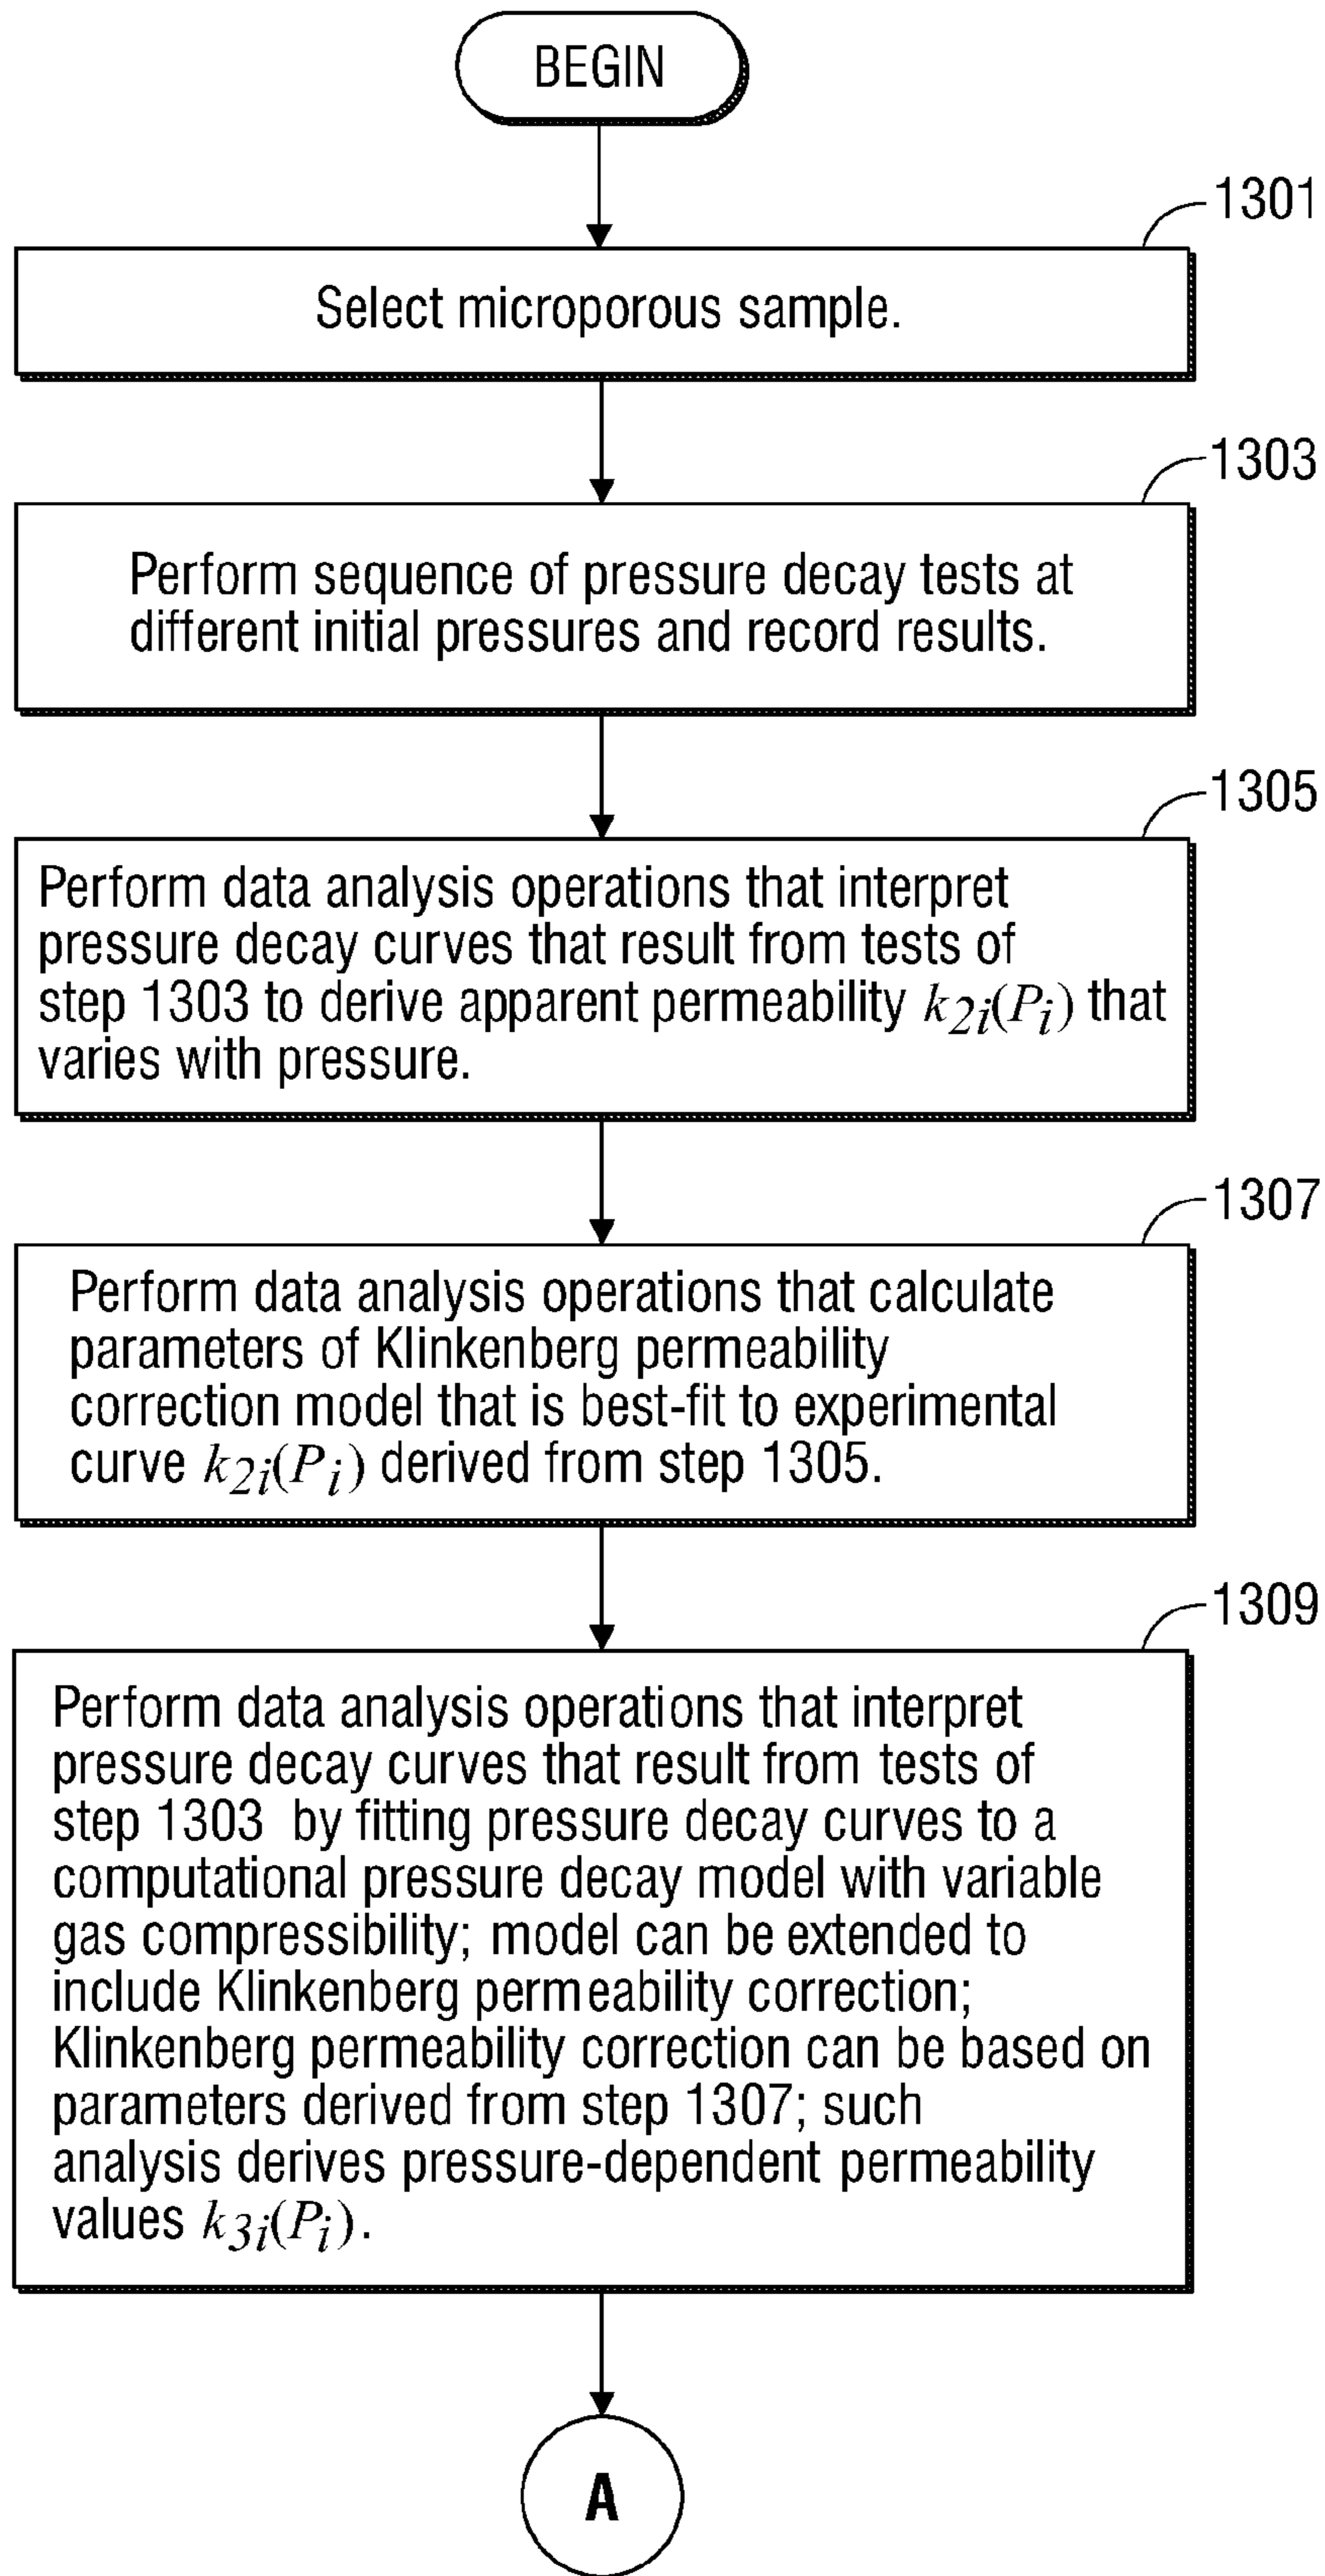 BEGIN
1301
Select microporous sample.
1303
Perform sequence of pressure decay tests at
different initial pressures and record results.
1305
Perform data analysis operations that interpret
pressure decay curves that result from tests of
step 1303 to derive apparent permeability k2i(Pi) that
varies with pressure.
1307
Perform data analysis operations that calculate
parameters of Klinkenberg permeability
correction model that is best-fit to experimental
curve k2i(Pi) derived from step 1305.
1309
Perform data analysis operations that interpret
pressure decay curves that result from tests of
step 1303 by fitting pressure decay curves to a
computational pressure decay model with variable
gas compressibility; model can be extended to
include Klinkenberg permeability correction;
Klinkenberg permeability correction can be based on
parameters derived from step 1307; such
analysis derives pressure-dependent permeability
values k3i(Pi).
A